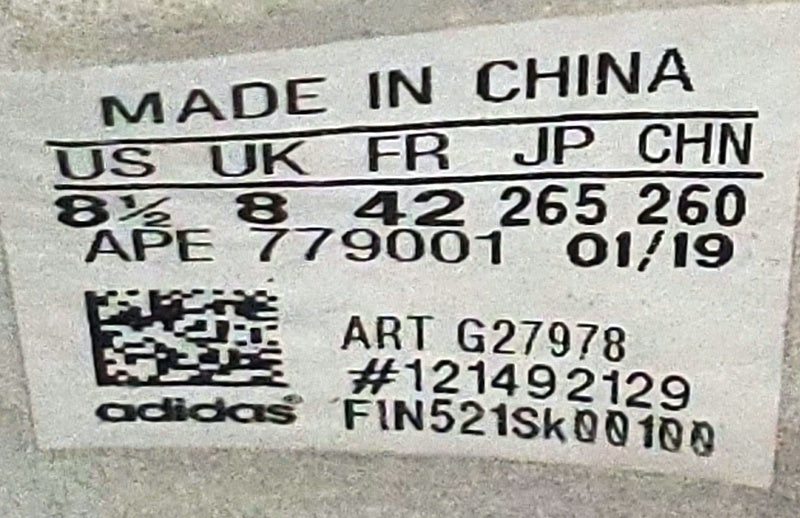 MADE IN CHINA
US UK FR JP CHN
8½ 8 42 265 260
APE 779001 01/19
ART G27978
#121492129
adidas
FIN521Sk00100